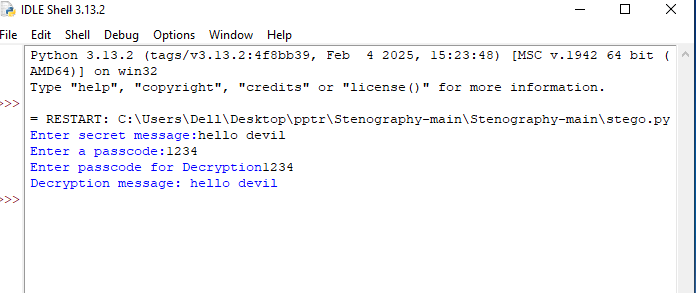 IDLE Shell 3.13.2
File Edit Shell Debug Options Window Help
Python 3.13.2 (tags/v3.13.2:4f8bb39, Feb  4 2025, 15:23:48) [MSC v.1942 64 bit (
AMD64)] on win32
Type "help", "copyright", "credits" or "license()" for more information.
>>>
= RESTART: C:\Users\Dell\Desktop\pptr\Stenography-main\Stenography-main\stego.py
Enter secret message:hello devil
Enter a passcode:1234
Enter passcode for Decryption1234
Decryption message: hello devil
>>>